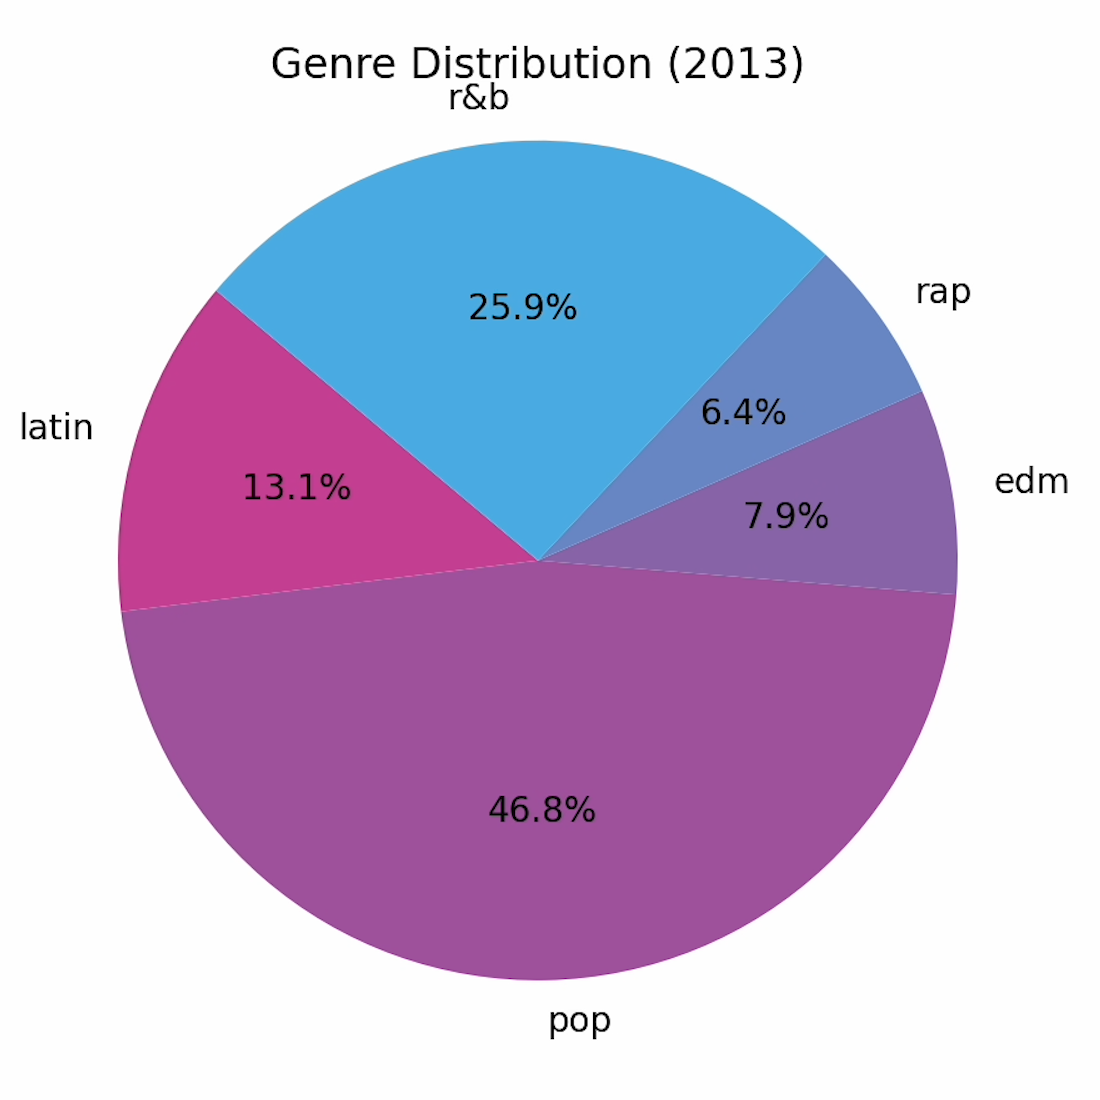 Genre Distribution (2013)
r&b
25.9%
rap
6.4%
latin
13.1%
edm
7.9%
46.8%
pop